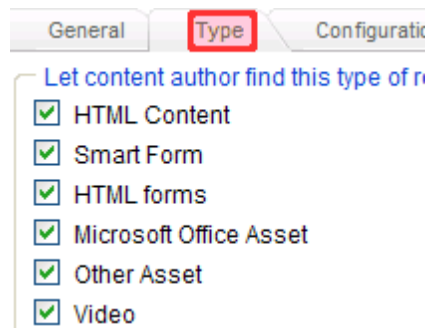 General Type Configuratio
Let content author find this type of r
HTML Content
Smart Form
HTML forms
Microsoft Office Asset
Other Asset
Video